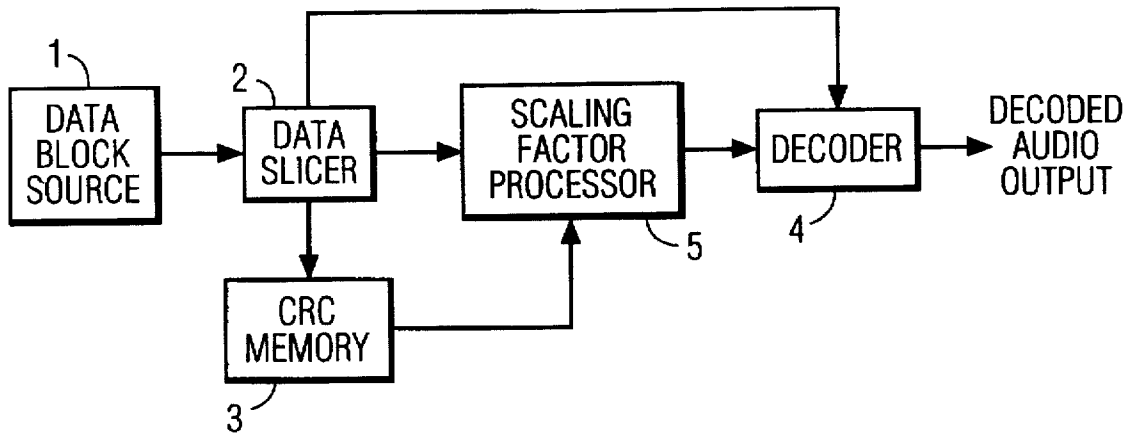 1
DATA
BLOCK
SOURCE
2
DATA
SLICER
SCALING
FACTOR
PROCESSOR
5
DECODER
4
DECODED
AUDIO
OUTPUT
CRC
MEMORY
3